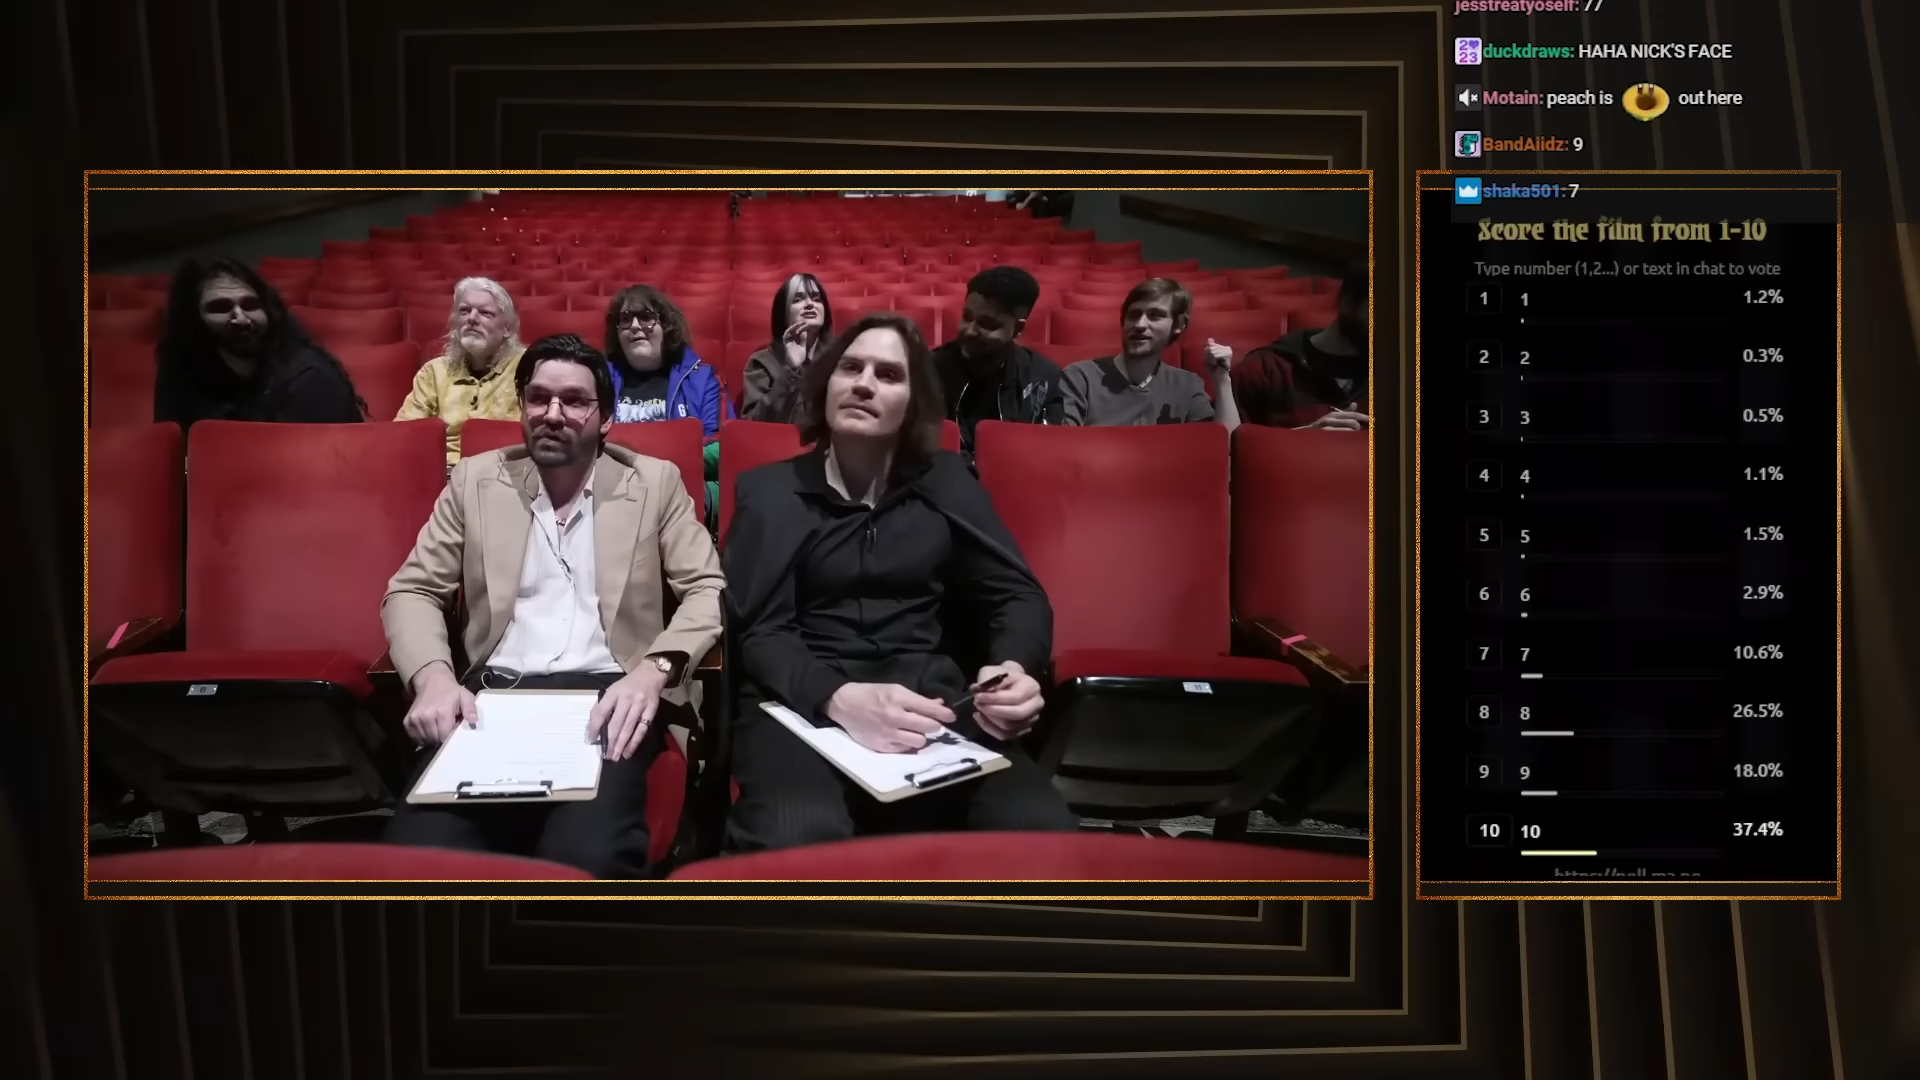 jesstreatyoself: 77
duckdraws: HAHA NICK'S FACE
Motain: peach is out here
BandAiidz: 9
shaka501: 7
Score the film from 1-10
Type number (1,2...) or text in chat to vote
1 1 1.2%
2 2 0.3%
3 3 0.5%
4 4 1.1%
5 5 1.5%
6 6 2.9%
7 7 10.6%
8 8 26.5%
9 9 18.0%
10 10 37.4%